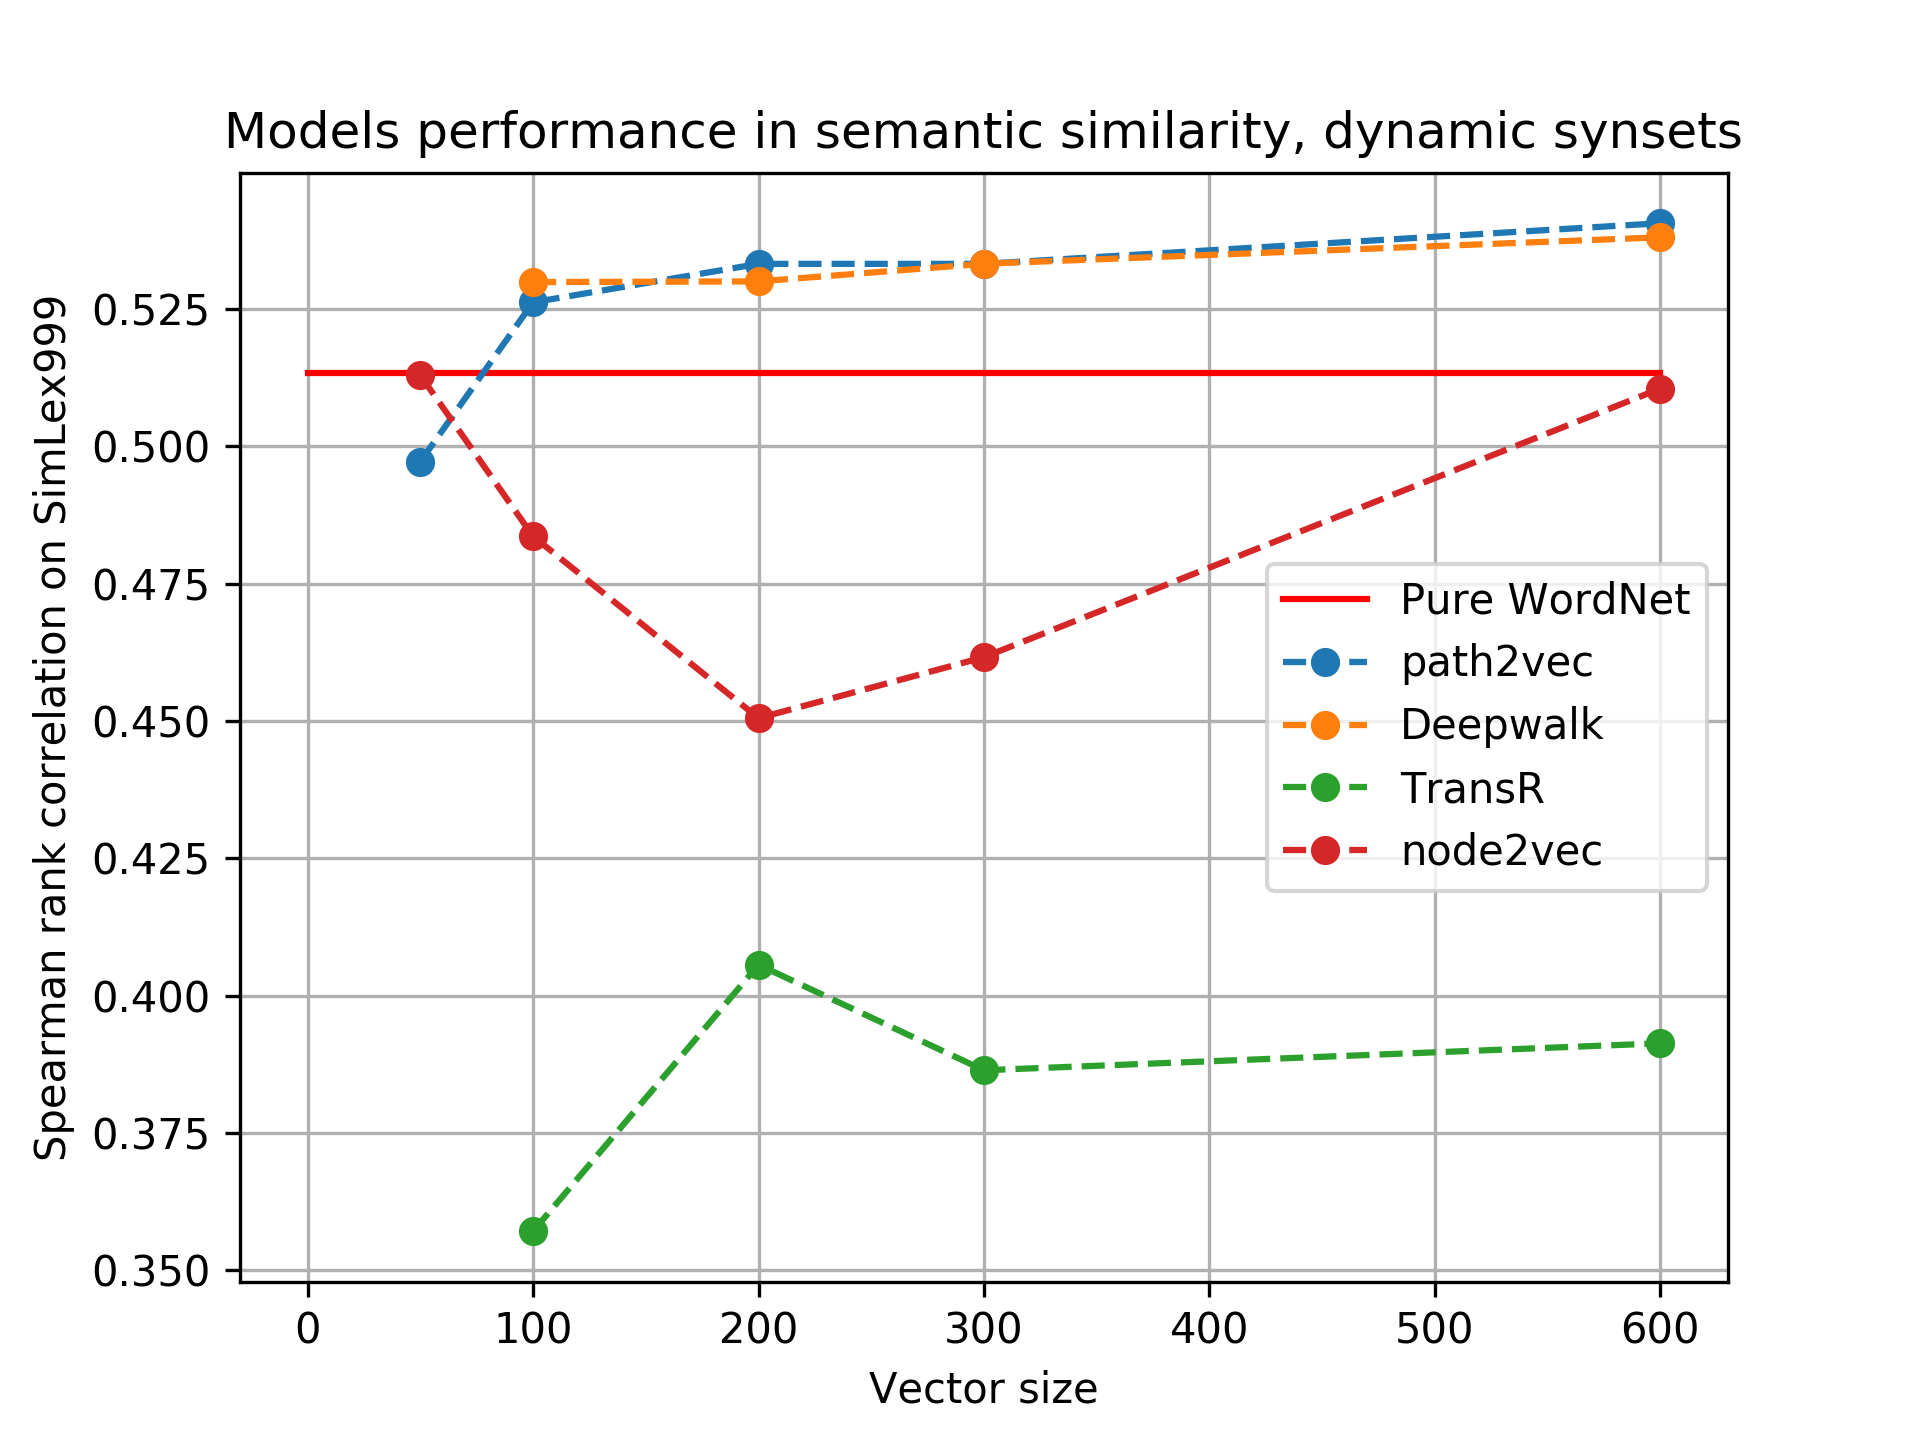 Models performance in semantic similarity, dynamic synsets
Spearman rank correlation on SimLex999
0.525
0.500
0.475
0.450
0.425
0.400
0.375
0.350
Pure WordNet
path2vec
Deepwalk
TransR
node2vec
0 100 200 300 400 500 600
Vector size